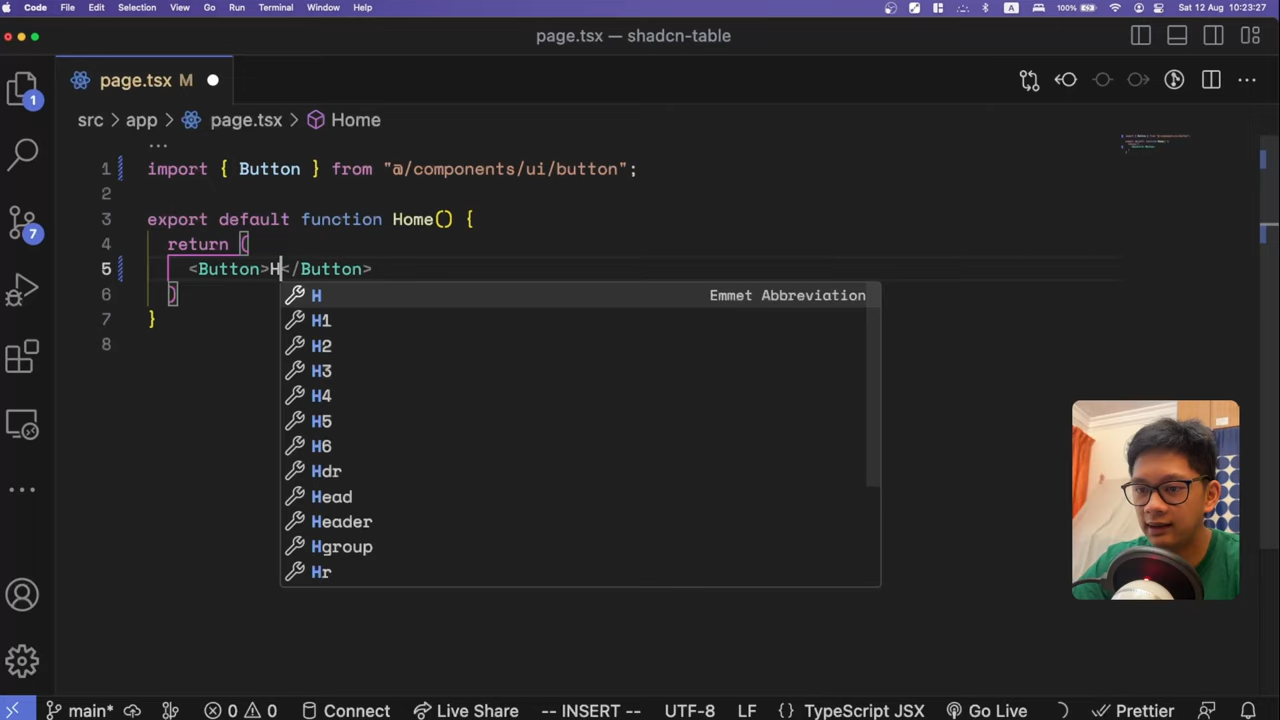 Code File Edit Selection View Go Run Terminal Window Help A 100% Sat 12 Aug 10:23:27
page.tsx — shadcn-table
page.tsx M
src > app > page.tsx > Home
...
1 import { Button } from "@/components/ui/button";
2
3 export default function Home() {
4 return (
5 <Button>H</Button>
6 )
7 }
8
H Emmet Abbreviation
H1
H2
H3
H4
H5
H6
Hdr
Head
Header
Hgroup
Hr
1
7
main* 0 0 Connect Live Share -- INSERT -- UTF-8 LF {} TypeScript JSX Go Live Prettier